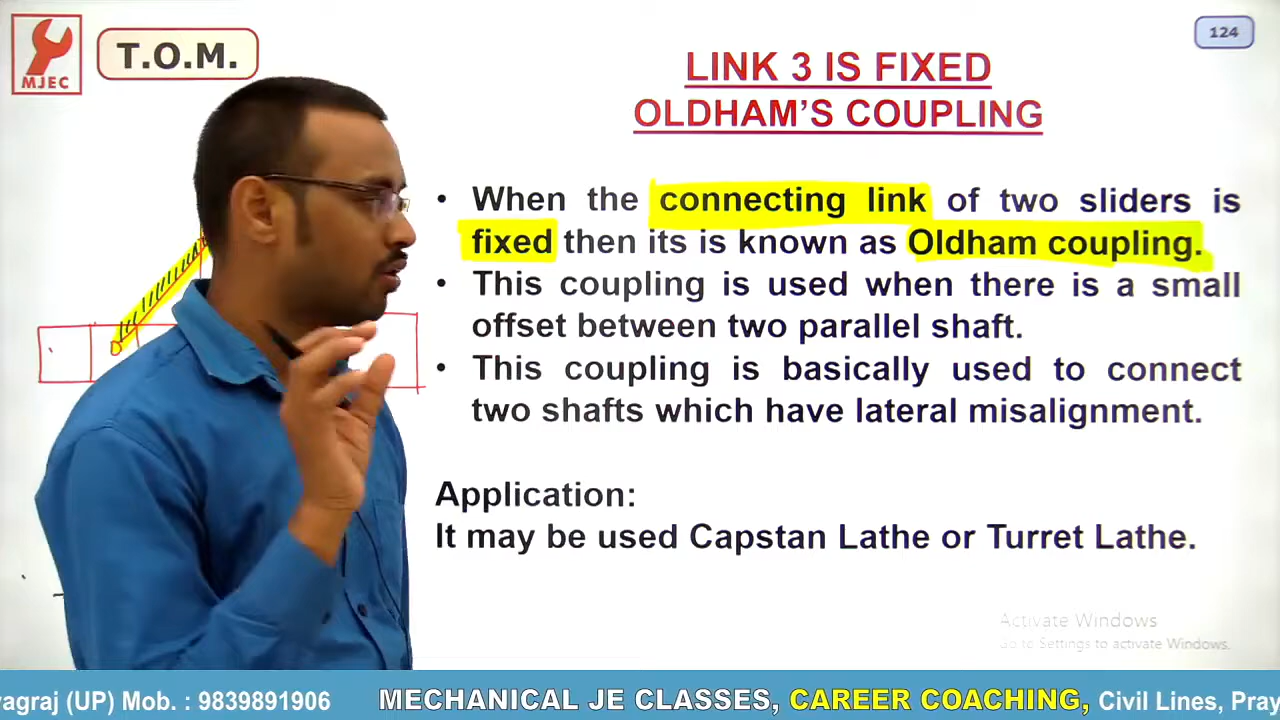 MJEC
T.O.M.
124
LINK 3 IS FIXED
OLDHAM'S COUPLING
• When the connecting link of two sliders is
fixed then its is known as Oldham coupling.
• This coupling is used when there is a small
offset between two parallel shaft.
• This coupling is basically used to connect
two shafts which have lateral misalignment.
Application:
It may be used Capstan Lathe or Turret Lathe.
Activate Windows
Go to Settings to activate Windows.
yagraj (UP) Mob. : 9839891906 MECHANICAL JE CLASSES, CAREER COACHING, Civil Lines, Pray